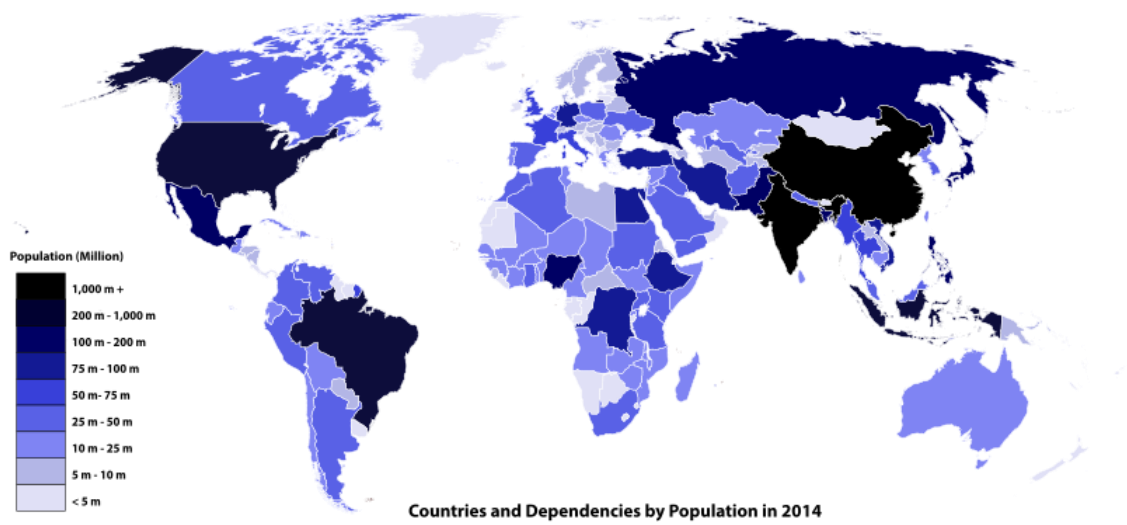 Population (Million)
1,000 m +
200 m - 1,000 m
100 m - 200 m
75 m - 100 m
50 m- 75 m
25 m - 50 m
10 m - 25 m
5 m - 10 m
< 5 m
Countries and Dependencies by Population in 2014